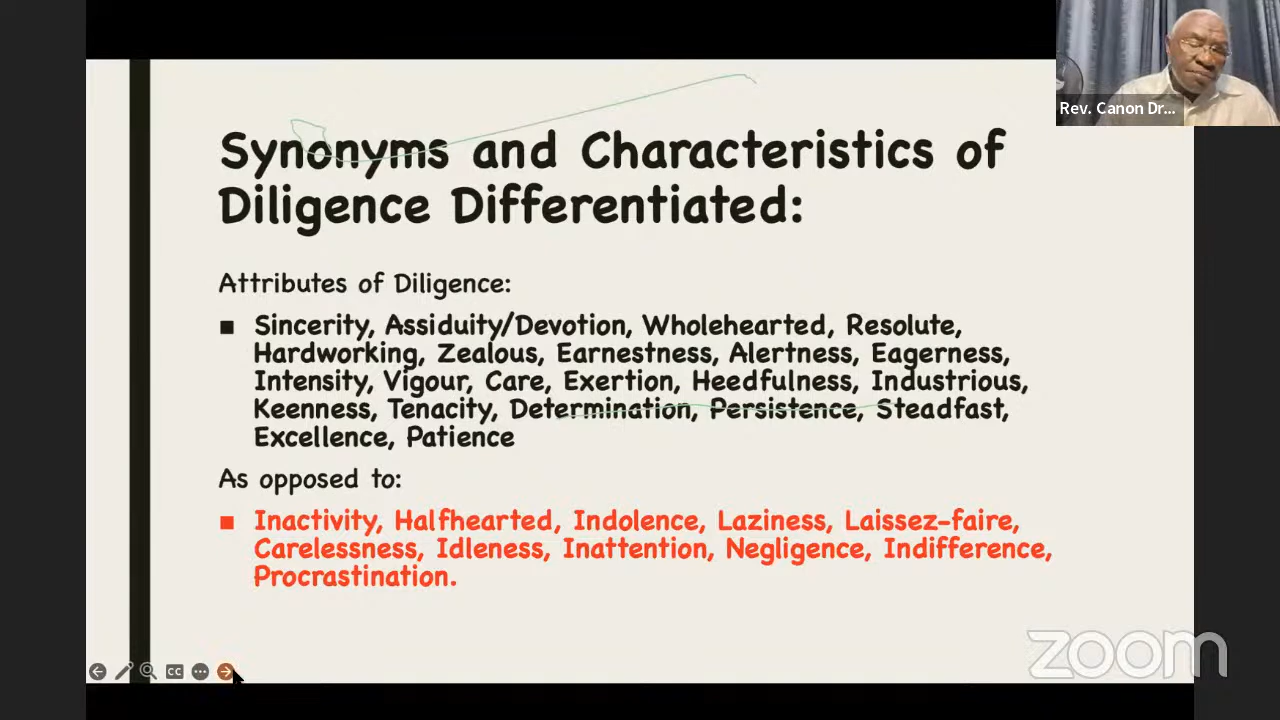 Rev. Canon Dr...
Synonyms and Characteristics of
Diligence Differentiated:
Attributes of Diligence:
■ Sincerity, Assiduity/Devotion, Wholehearted, Resolute,
Hardworking, Zealous, Earnestness, Alertness, Eagerness,
Intensity, Vigour, Care, Exertion, Heedfulness, Industrious,
Keenness, Tenacity, Determination, Persistence, Steadfast,
Excellence, Patience
As opposed to:
■ Inactivity, Halfhearted, Indolence, Laziness, Laissez-faire,
Carelessness, Idleness, Inattention, Negligence, Indifference,
Procrastination.
zoom
CC